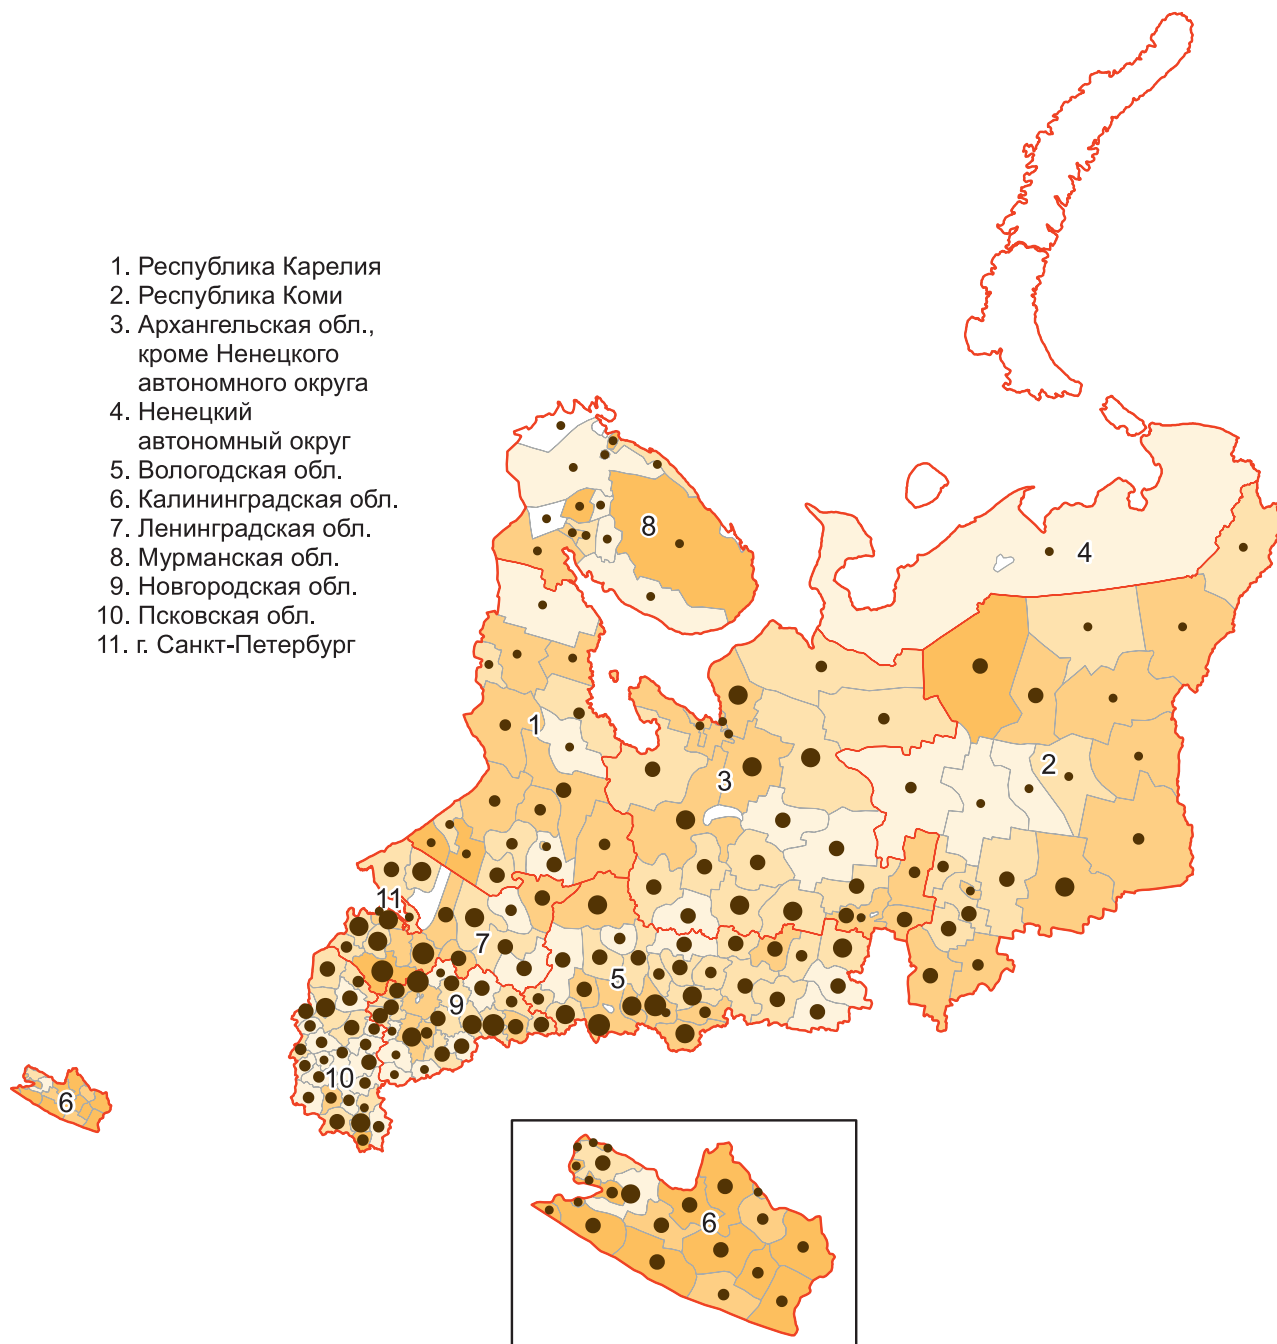 1. Республика Карелия
2. Республика Коми
3. Архангельская обл.,
кроме Ненецкого
автономного округа
4. Ненецкий
автономный округ
5. Вологодская обл.
6. Калининградская обл.
7. Ленинградская обл.
8. Мурманская обл.
9. Новгородская обл.
10. Псковская обл.
11. г. Санкт-Петербург
8
4
1
3
2
11
7
5
9
10
6
6